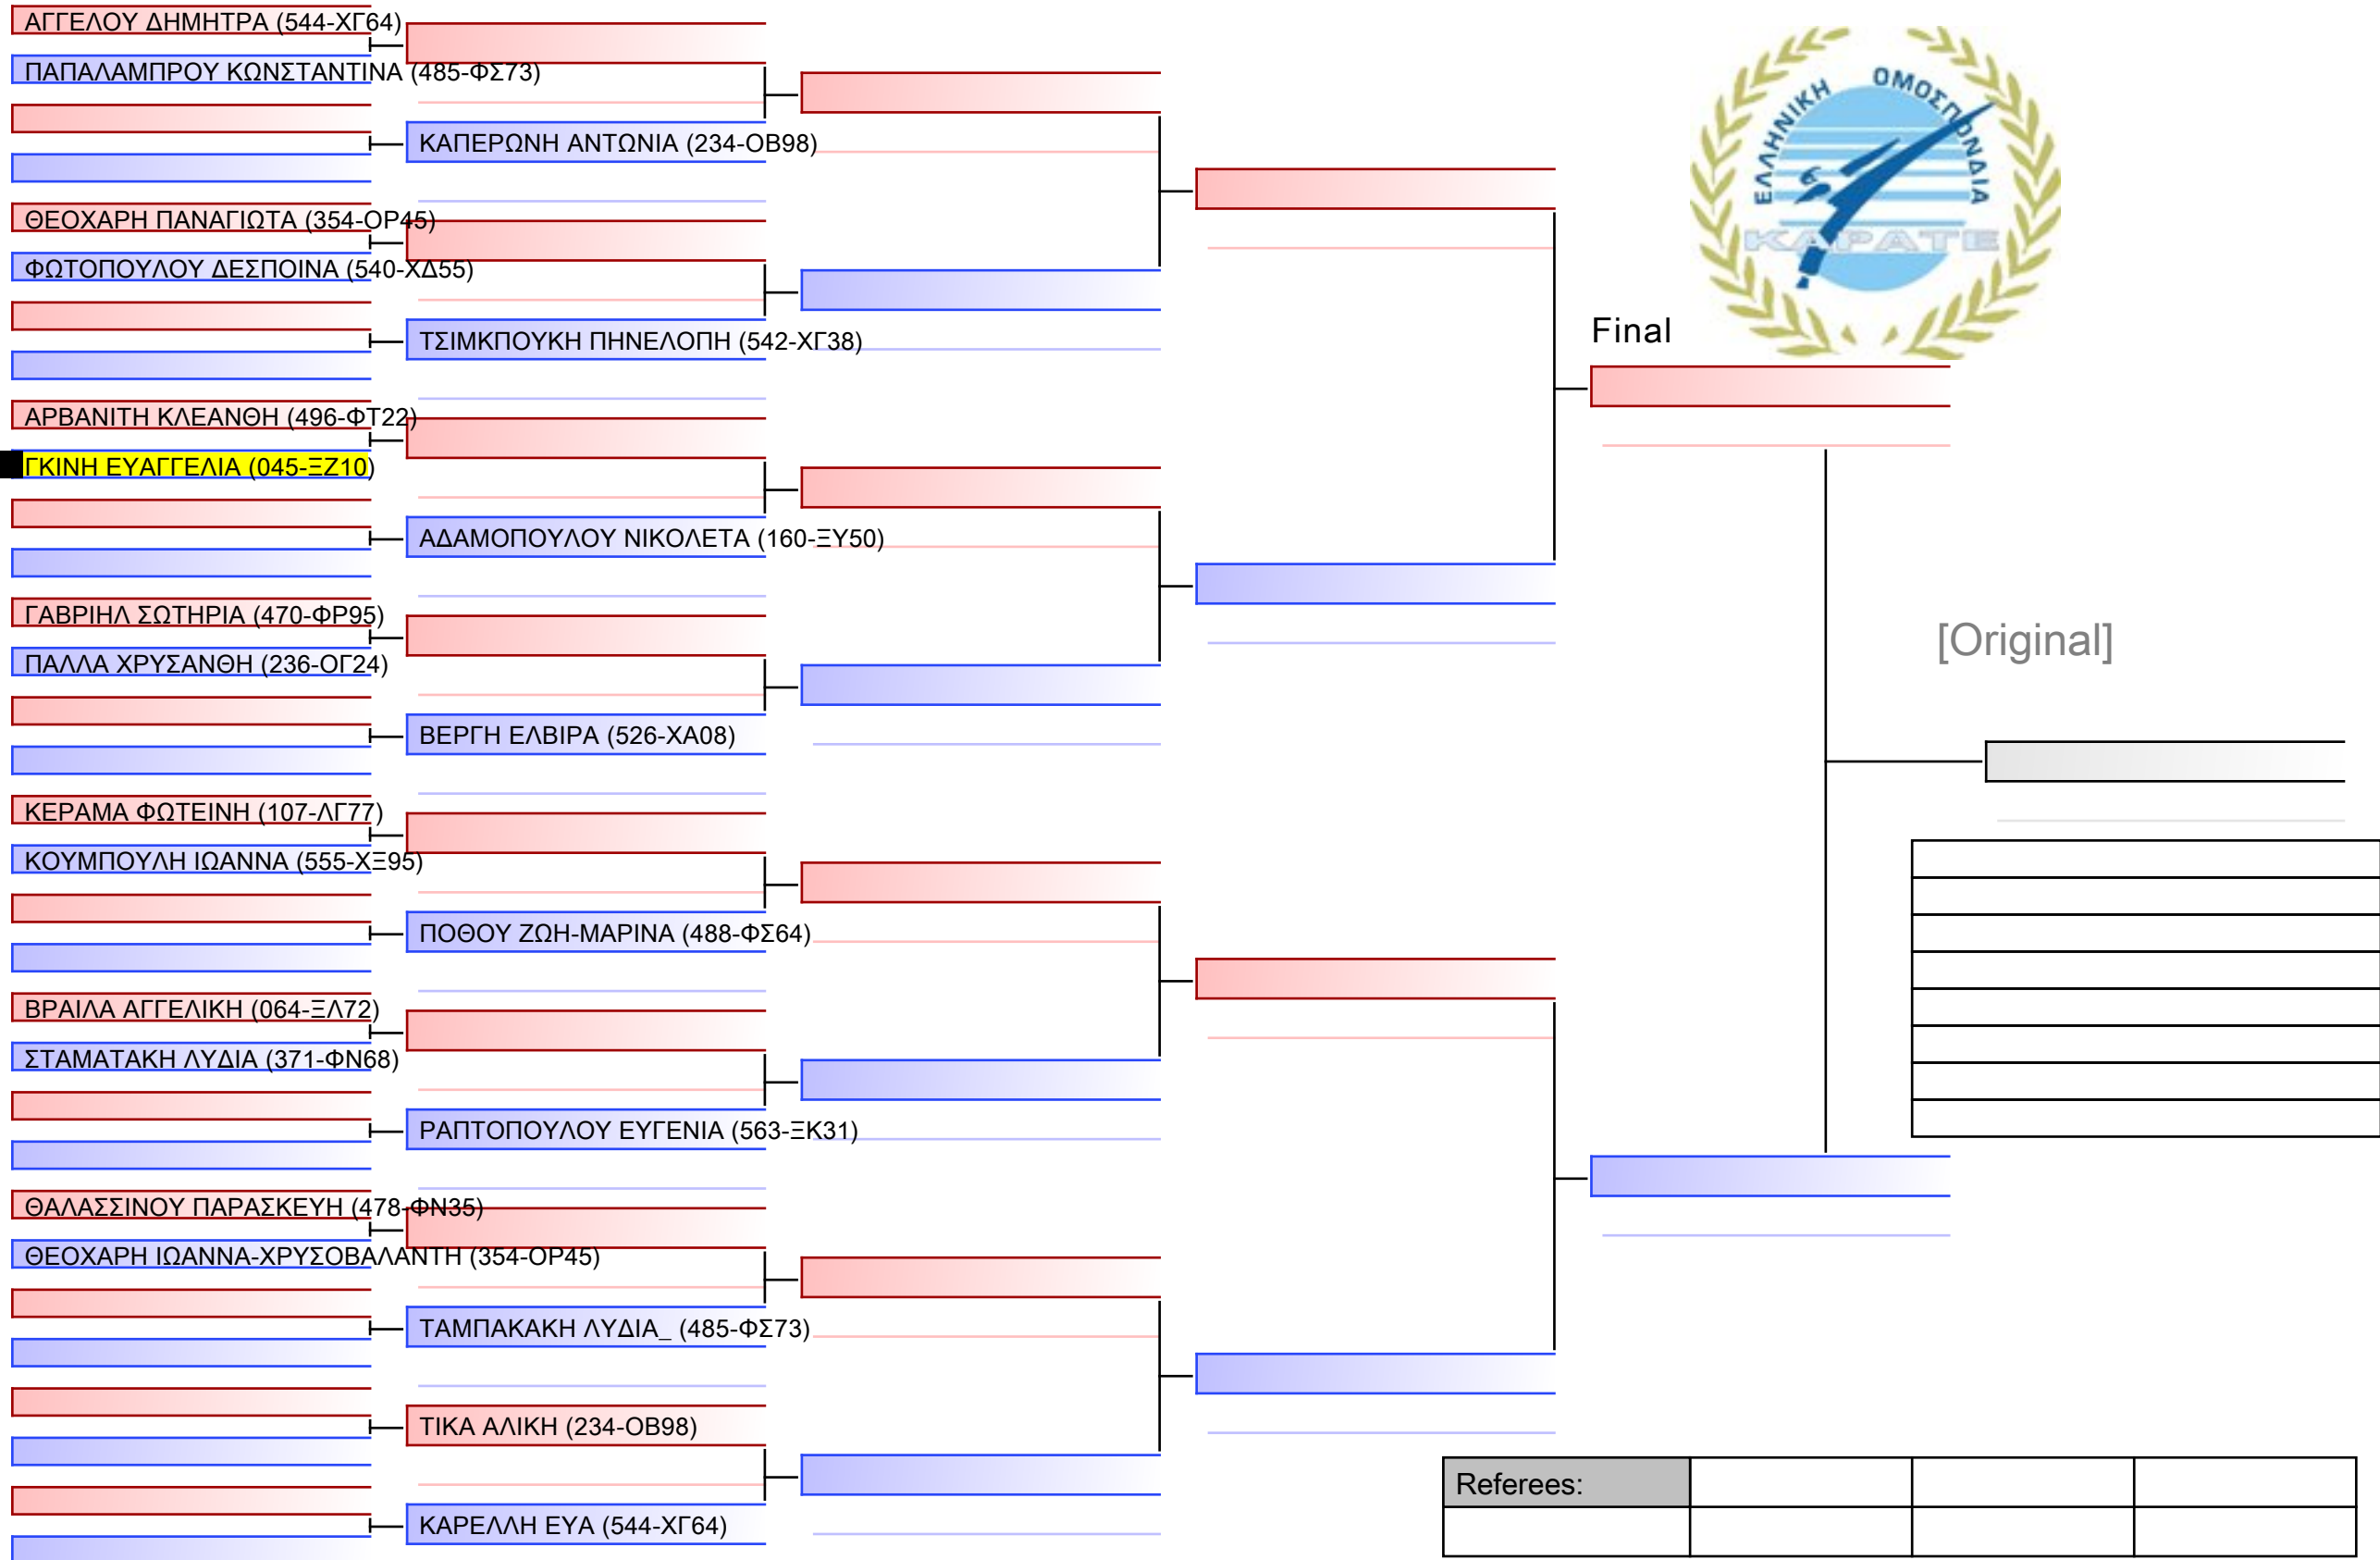 ΑΓΓΕΛΟΥ ΔΗΜΗΤΡΑ (544-ΧΓ64)
ΠΑΠΑΛΑΜΠΡΟΥ ΚΩΝΣΤΑΝΤΙΝΑ (485-ΦΣ73)
ΚΑΠΕΡΩΝΗ ΑΝΤΩΝΙΑ (234-ΟΒ98)
ΘΕΟΧΑΡΗ ΠΑΝΑΓΙΩΤΑ (354-ΟΡ45)
ΦΩΤΟΠΟΥΛΟΥ ΔΕΣΠΟΙΝΑ (540-ΧΔ55)
ΤΣΙΜΚΠΟΥΚΗ ΠΗΝΕΛΟΠΗ (542-ΧΓ38)
ΑΡΒΑΝΙΤΗ ΚΛΕΑΝΘΗ (496-ΦΤ22)
ΓΚΙΝΗ ΕΥΑΓΓΕΛΙΑ (045-ΞΖ10)
ΑΔΑΜΟΠΟΥΛΟΥ ΝΙΚΟΛΕΤΑ (160-ΞΥ50)
ΓΑΒΡΙΗΛ ΣΩΤΗΡΙΑ (470-ΦΡ95)
ΠΑΛΛΑ ΧΡΥΣΑΝΘΗ (236-ΟΓ24)
ΒΕΡΓΗ ΕΛΒΙΡΑ (526-ΧΑ08)
ΚΕΡΑΜΑ ΦΩΤΕΙΝΗ (107-ΛΓ77)
ΚΟΥΜΠΟΥΛΗ ΙΩΑΝΝΑ (555-ΧΞ95)
ΠΟΘΟΥ ΖΩΗ-ΜΑΡΙΝΑ (488-ΦΣ64)
ΒΡΑΙΛΑ ΑΓΓΕΛΙΚΗ (064-ΞΛ72)
ΣΤΑΜΑΤΑΚΗ ΛΥΔΙΑ (371-ΦΝ68)
ΡΑΠΤΟΠΟΥΛΟΥ ΕΥΓΕΝΙΑ (563-ΞΚ31)
ΘΑΛΑΣΣΙΝΟΥ ΠΑΡΑΣΚΕΥΗ (478-ΦΝ35)
ΘΕΟΧΑΡΗ ΙΩΑΝΝΑ-ΧΡΥΣΟΒΑΛΑΝΤΗ (354-ΟΡ45)
ΤΑΜΠΑΚΑΚΗ ΛΥΔΙΑ_ (485-ΦΣ73)
ΤΙΚΑ ΑΛΙΚΗ (234-ΟΒ98)
ΚΑΡΕΛΛΗ ΕΥΑ (544-ΧΓ64)
ΕΛΛΗΝΙΚΗ ΟΜΟΣΠΟΝΔΙΑ
ΚΑΡΑΤΕ
Final
[Original]
Referees: